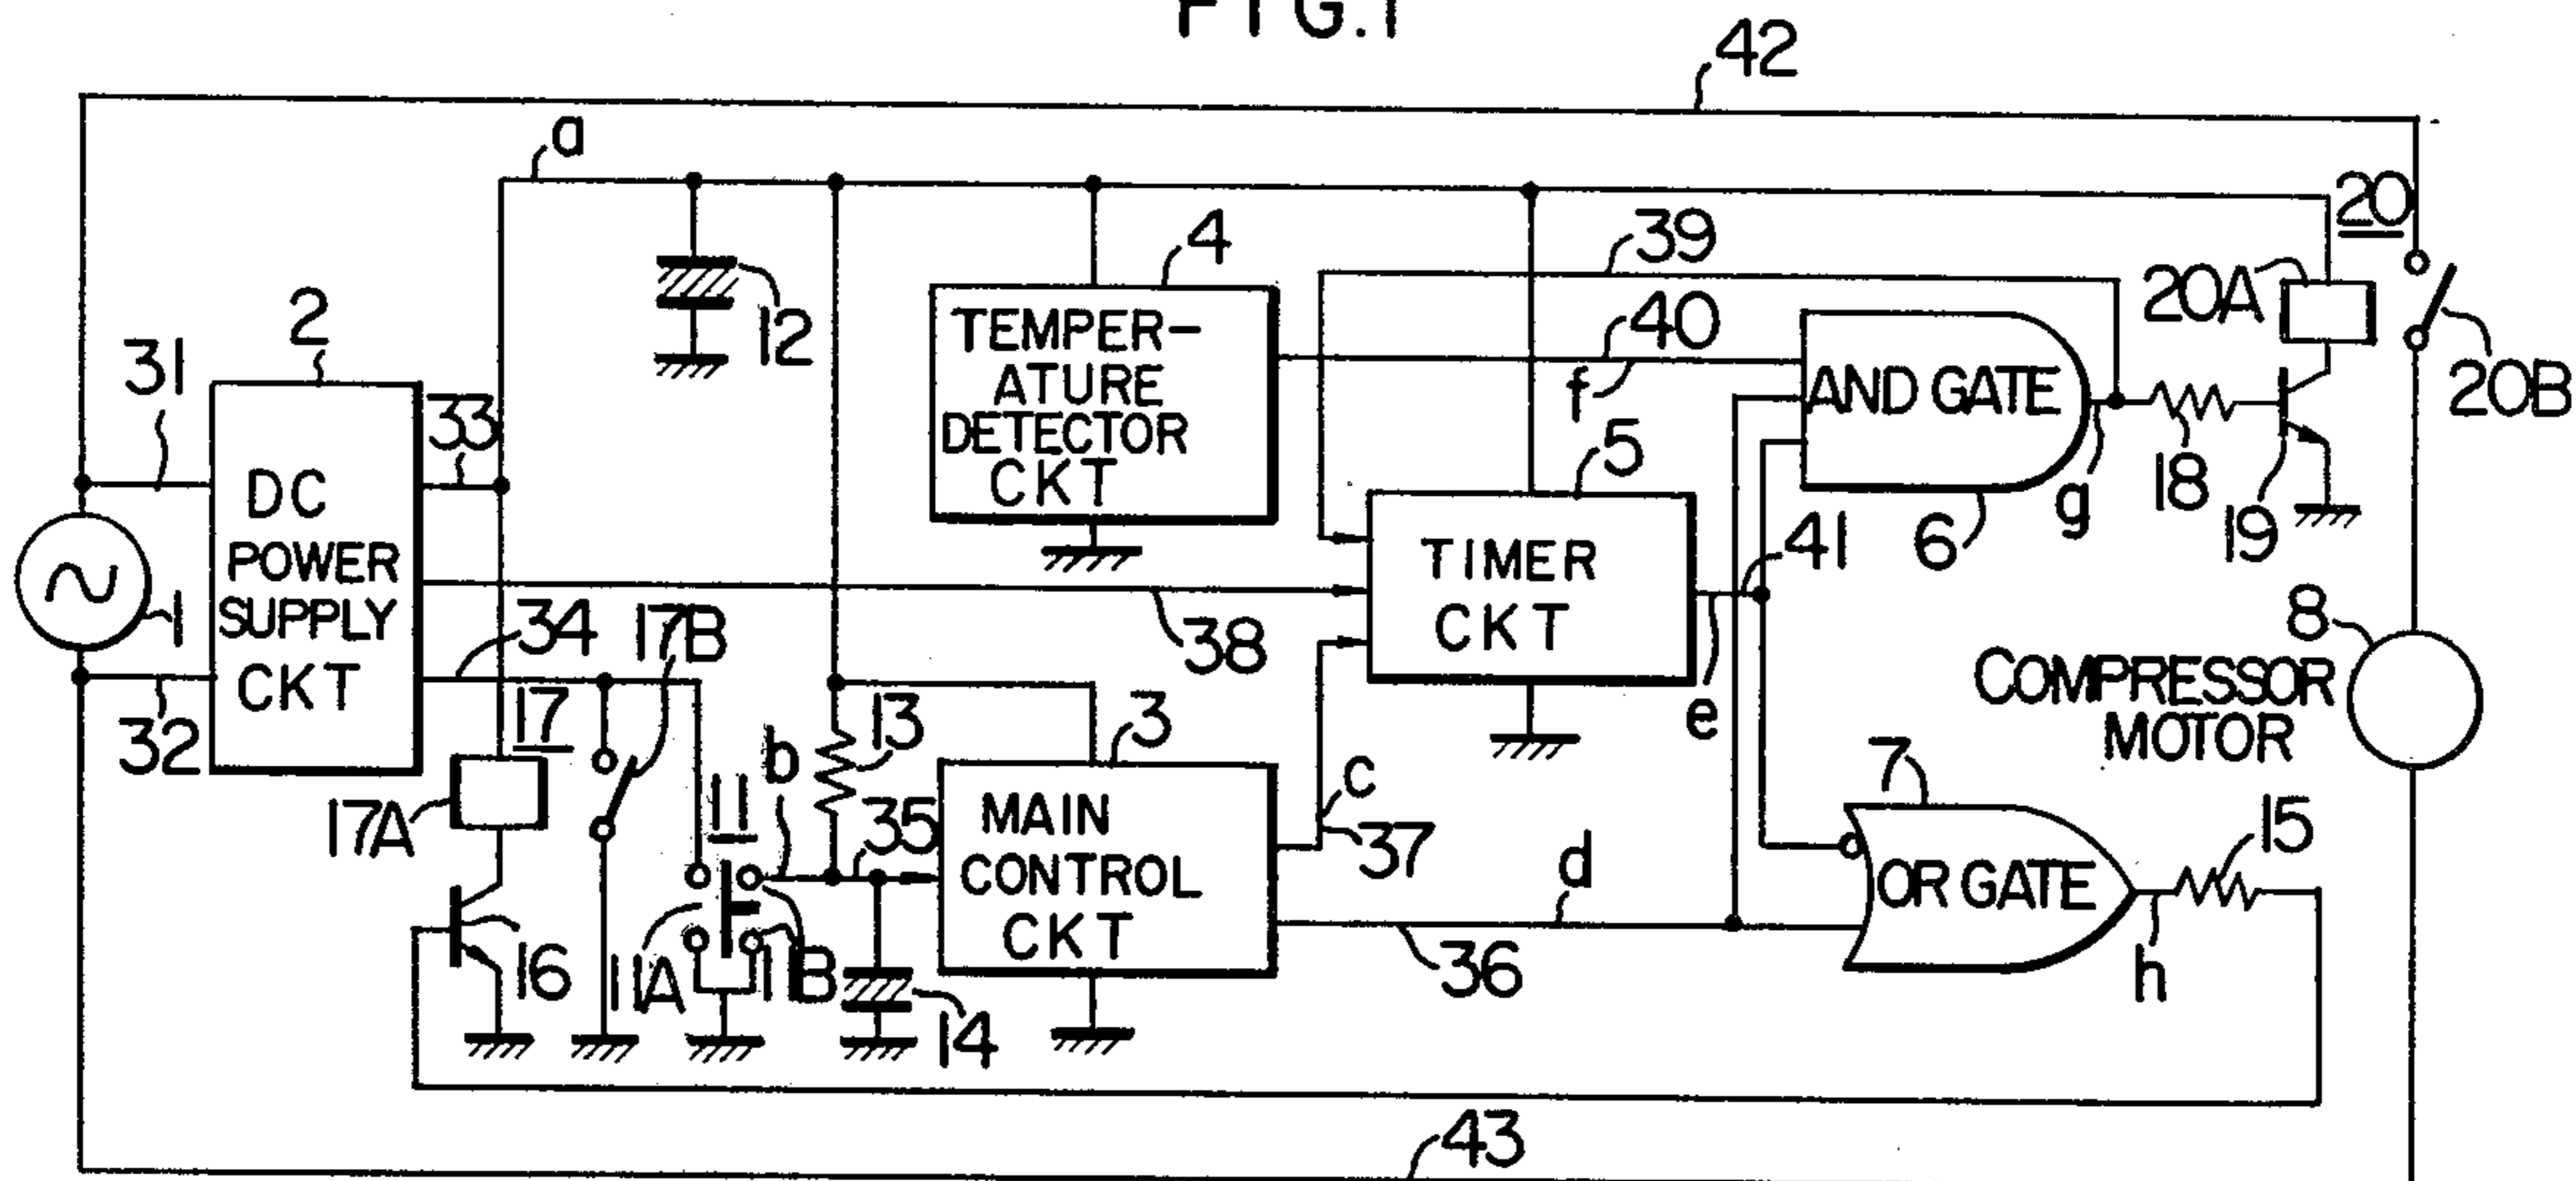 FIG.1
42
a
20
39
4
20A
40
12
2
31
TEMPER-
ATURE
DETECTOR
CKT
f
AND GATE
20B
33
5
18
g
19
DC
POWER
SUPPLY
CKT
6
41
TIMER
CKT
1
34
17B
38
8
COMPRESSOR
MOTOR
e
32
17
13
3
7
b
11
c
17A
35
MAIN
CONTROL
CKT
37
d
15
OR GATE
16
11A
11B
36
h
14
43